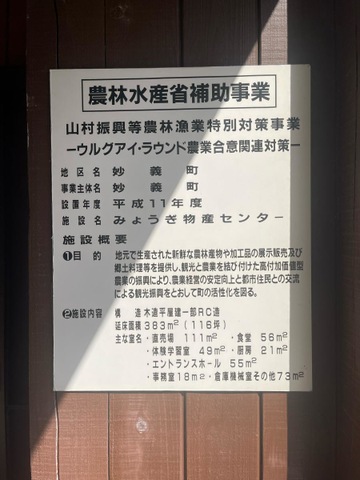 農林水産省補助事業
山村振興等農林漁業特別対策事業
ーウルグアイ・ラウンド農業合意関連対策ー
地区名 妙義町
事業主体名 妙義町
設置年度 平成11年度
施設名 みょうぎ物産センター
施設概要
❶目的 地元で生産された新鮮な農林産物や加工品の展示販売及び
郷土料理等を提供し、観光と農業を結び付けた高付加価値型
農業の振興により、農業経営の安定向上と都市住民との交流
による観光振興をとおして町の活性化を図る。
❷施設内容 構造 木造平屋建一部RC造
延床面積 383m²(116坪)
主な室名・直売場 111m²・食堂 56m²
・体験学習室 49m²・厨房 21m²
・エントランスホール 55m²
・事務室18m²・倉庫機械室その他73m²